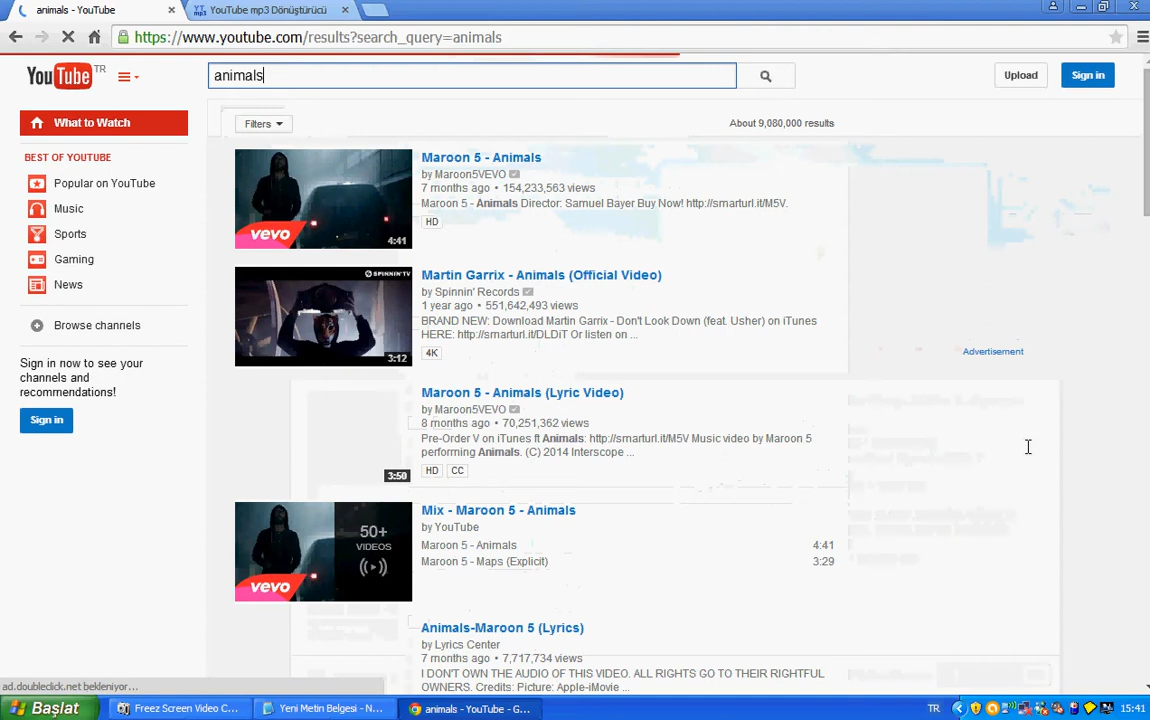 animals - YouTube
YouTube mp3 Dönüştürücü
https://www.youtube.com/results?search_query=animals
YouTube TR
animals
Upload
Sign in
What to Watch
Filters
About 9,080,000 results
BEST OF YOUTUBE
Popular on YouTube
Music
Sports
Gaming
News
Browse channels
Sign in now to see your
channels and
recommendations!
Sign in
vevo
4:41
Maroon 5 - Animals
by Maroon5VEVO
7 months ago • 154,233,563 views
Maroon 5 - Animals Director: Samuel Bayer Buy Now! http://smarturl.it/M5V.
HD
SPINNIN'TV
3:12
Martin Garrix - Animals (Official Video)
by Spinnin' Records
1 year ago • 551,642,493 views
BRAND NEW: Download Martin Garrix - Don't Look Down (feat. Usher) on iTunes
HERE: http://smarturl.it/DLDiT Or listen on ...
4K
Advertisement
3:50
Maroon 5 - Animals (Lyric Video)
by Maroon5VEVO
8 months ago • 70,251,362 views
Pre-Order V on iTunes ft Animals: http://smarturl.it/M5V Music video by Maroon 5
performing Animals. (C) 2014 Interscope ...
HD CC
vevo
50+
VIDEOS
Mix - Maroon 5 - Animals
by YouTube
Maroon 5 - Animals 4:41
Maroon 5 - Maps (Explicit) 3:29
Animals-Maroon 5 (Lyrics)
by Lyrics Center
7 months ago • 7,717,734 views
I DON'T OWN THE AUDIO OF THIS VIDEO. ALL RIGHTS GO TO THEIR RIGHTFUL
OWNERS. Credits: Picture: Apple-iMovie ...
ad.doubleclick.net bekleniyor...
Başlat
Freez Screen Video C...
Yeni Metin Belgesi - N...
animals - YouTube - G...
TR
15:41